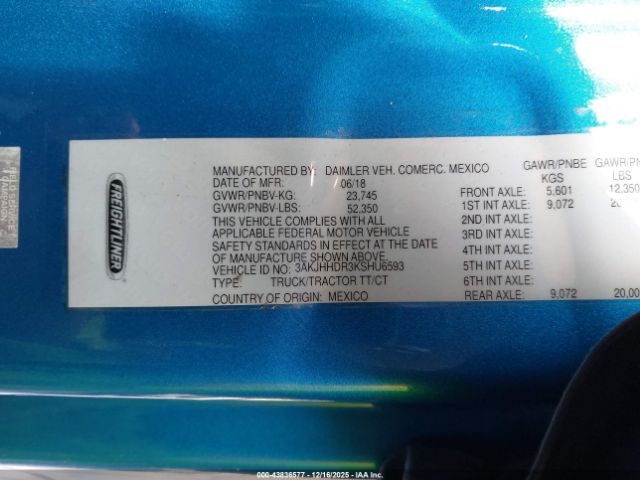 FREIGHTLINER
MANUFACTURED BY: DAIMLER VEH. COMERC. MEXICO
DATE OF MFR: 06/18
GVWR/PNBV-KG: 23,745
GVWR/PNBV-LBS: 52,350
THIS VEHICLE COMPLIES WITH ALL
APPLICABLE FEDERAL MOTOR VEHICLE
SAFETY STANDARDS IN EFFECT AT THE DATE
OF MANUFACTURE SHOWN ABOVE.
VEHICLE ID NO: 3AKJHHDR3KSHU6593
TYPE: TRUCK/TRACTOR TT/CT
COUNTRY OF ORIGIN: MEXICO
GAWR/PNBE GAWR/PN
KGS LBS
FRONT AXLE: 5.601 12,350
1ST INT AXLE: 9,072 20
2ND INT AXLE:
3RD INT AXLE:
4TH INT AXLE:
5TH INT AXLE:
6TH INT AXLE:
REAR AXLE: 9,072 20,00
000-43836577 - 12/16/2025 - IAAI.COM